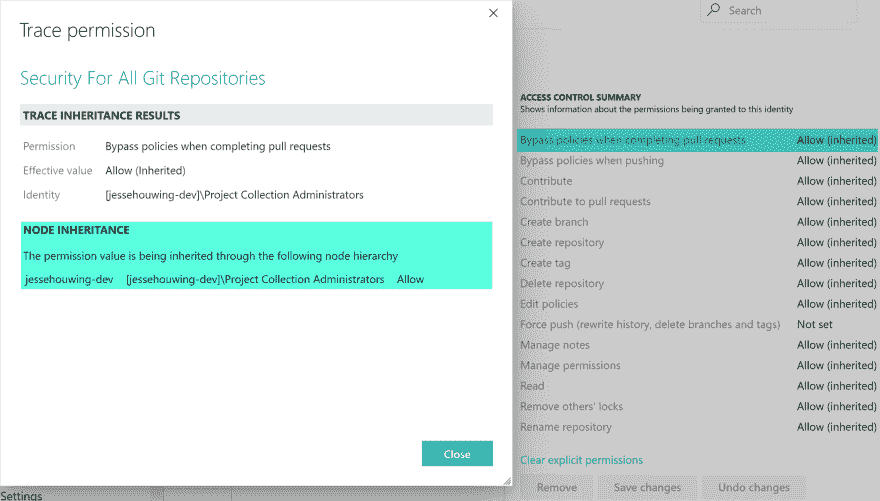 Trace permission
Security For All Git Repositories
TRACE INHERITANCE RESULTS
Permission Bypass policies when completing pull requests
Effective value Allow (Inherited)
Identity [jessehouwing-dev]\Project Collection Administrators
NODE INHERITANCE
The permission value is being inherited through the following node hierarchy
jessehouwing-dev [jessehouwing-dev]\Project Collection Administrators Allow
Close
Settings
Search
ACCESS CONTROL SUMMARY
Shows information about the permissions being granted to this identity
Bypass policies when completing pull requests Allow (inherited)
Bypass policies when pushing Allow (inherited)
Contribute Allow (inherited)
Contribute to pull requests Allow (inherited)
Create branch Allow (inherited)
Create repository Allow (inherited)
Create tag Allow (inherited)
Delete repository Allow (inherited)
Edit policies Allow (inherited)
Force push (rewrite history, delete branches and tags) Not set
Manage notes Allow (inherited)
Manage permissions Allow (inherited)
Read Allow (inherited)
Remove others' locks Allow (inherited)
Rename repository Allow (inherited)
Clear explicit permissions
Remove Save changes Undo changes